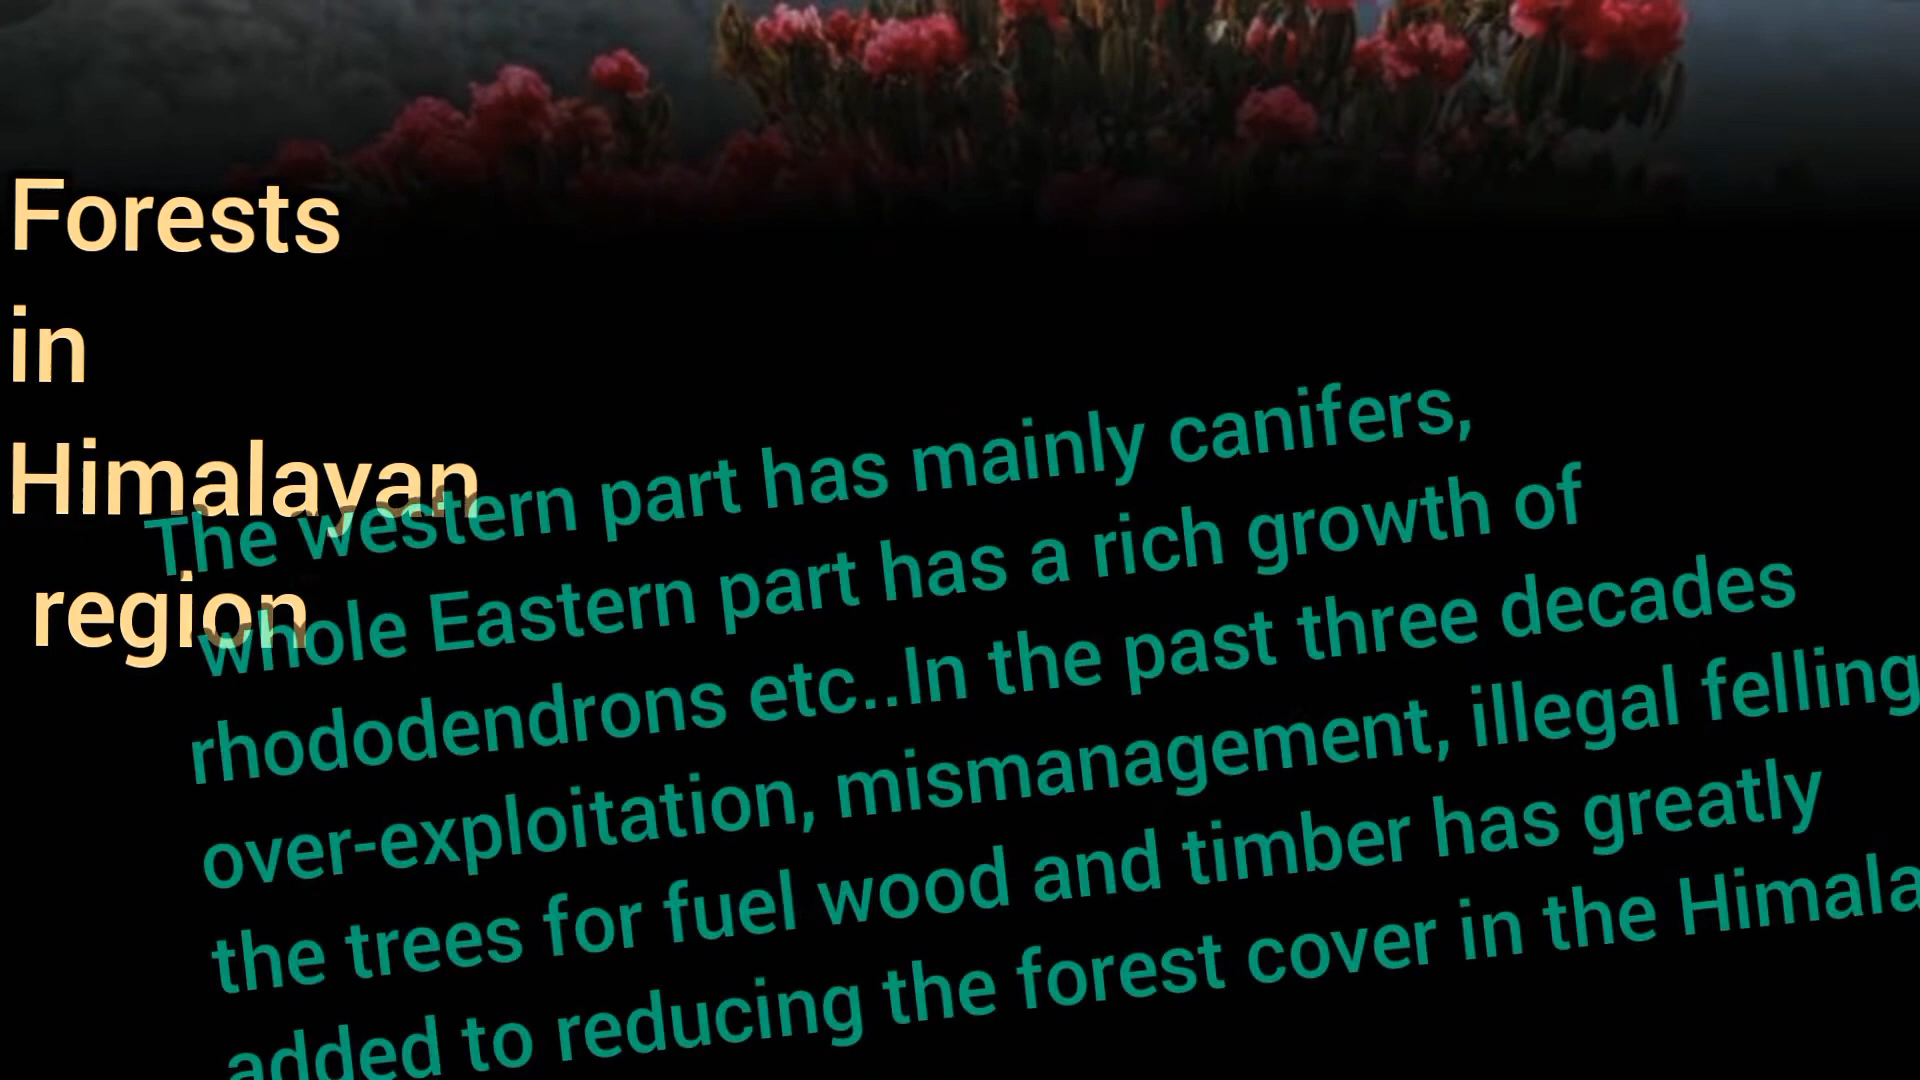 Forests
in
Himalayan
region
The western part has mainly canifers,
whole Eastern part has a rich growth of
rhododendrons etc..In the past three decades
over-exploitation, mismanagement, illegal felling
the trees for fuel wood and timber has greatly
added to reducing the forest cover in the Himala